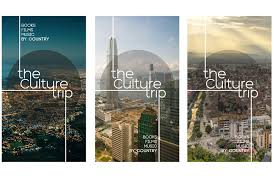 BOOKS
FILMS
MUSIC
BY COUNTRY
the
culture
trip
the
culture
trip
BOOKS
FILMS
MUSIC
BY COUNTRY
the
culture
trip
BOOKS
FILMS
MUSIC
BY COUNTRY